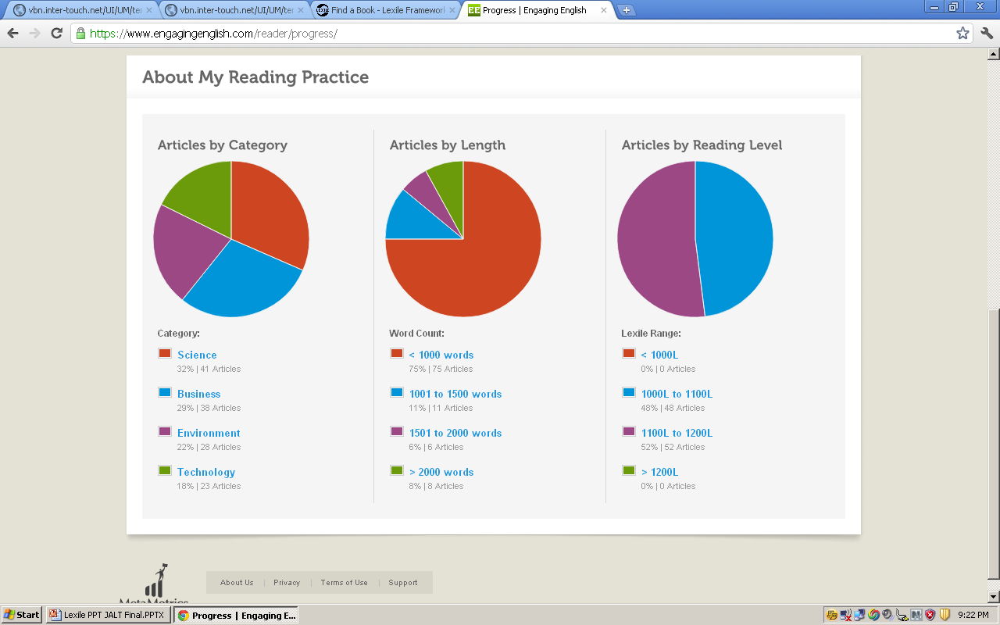 vbn.inter-touch.net/UI/UM/ter
vbn.inter-touch.net/UI/UM/ter
Find a Book - Lexile Framework
Progress | Engaging English
https://www.engagingenglish.com/reader/progress/
About My Reading Practice
Articles by Category
Category:
Science
32% | 41 Articles
Business
29% | 38 Articles
Environment
22% | 28 Articles
Technology
18% | 23 Articles
Articles by Length
Word Count:
< 1000 words
75% | 75 Articles
1001 to 1500 words
11% | 11 Articles
1501 to 2000 words
6% | 6 Articles
> 2000 words
8% | 8 Articles
Articles by Reading Level
Lexile Range:
< 1000L
0% | 0 Articles
1000L to 1100L
48% | 48 Articles
1100L to 1200L
52% | 52 Articles
> 1200L
0% | 0 Articles
MetaMetrics
About Us | Privacy | Terms of Use | Support
Start
Lexile PPT JALT Final.PPTX
Progress | Engaging E...
9:22 PM